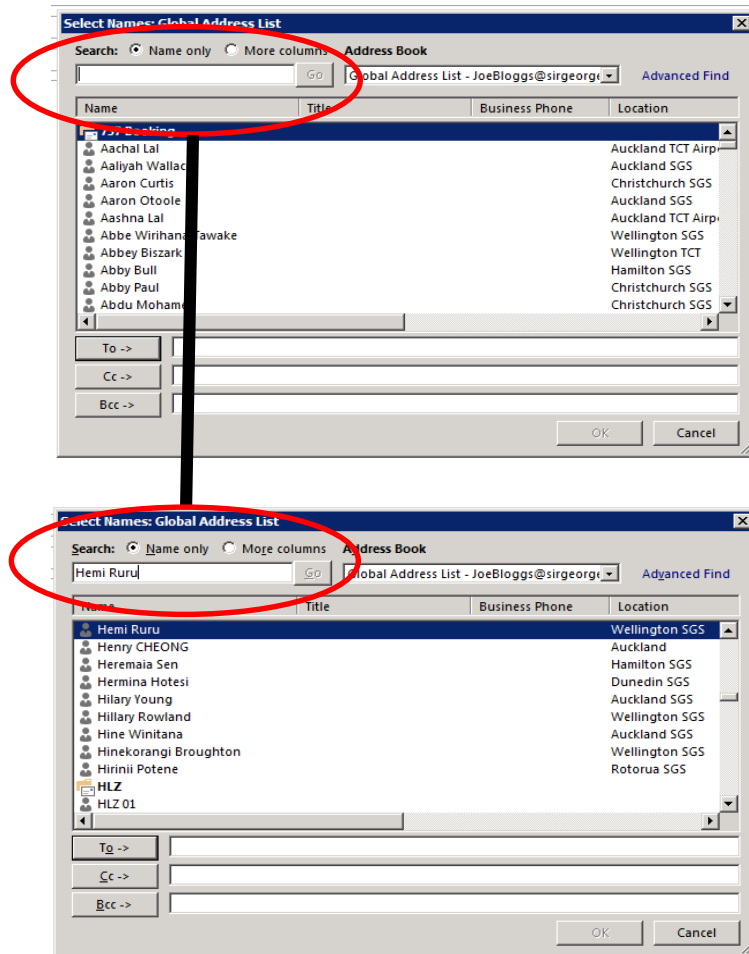 Select Names: Global Address List
Search: Name only More columns Address Book
Go Global Address List - JoeBloggs@sirgeorge Advanced Find
Name Title Business Phone Location
737 Booking
Aachal Lal Auckland TCT Airp
Aaliyah Wallac Auckland SGS
Aaron Curtis Christchurch SGS
Aaron Otoole Auckland SGS
Aashna Lal Auckland TCT Airp
Abbe Wirihana Tawake Wellington SGS
Abbey Biszark Wellington TCT
Abby Bull Hamilton SGS
Abby Paul Christchurch SGS
Abdu Mohame Christchurch SGS
To ->
Cc ->
Bcc ->
OK Cancel
Select Names: Global Address List
Search: Name only More columns Address Book
Hemi Ruru Go Global Address List - JoeBloggs@sirgeorge Advanced Find
Name Title Business Phone Location
Hemi Ruru Wellington SGS
Henry CHEONG Auckland
Heremaia Sen Hamilton SGS
Hermina Hotesi Dunedin SGS
Hilary Young Auckland SGS
Hillary Rowland Wellington SGS
Hine Winitana Auckland SGS
Hinekorangi Broughton Wellington SGS
Hirinii Potene Rotorua SGS
HLZ
HLZ 01
To ->
Cc ->
Bcc ->
OK Cancel